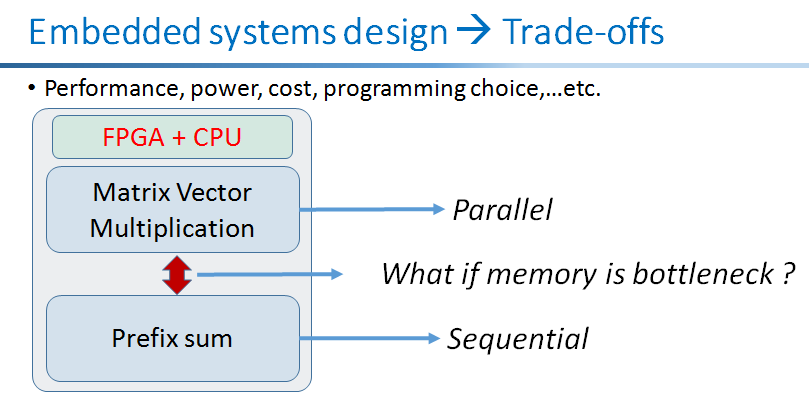 Embedded systems design → Trade-offs
• Performance, power, cost, programming choice,...etc.
FPGA + CPU
Matrix Vector
Multiplication
Parallel
What if memory is bottleneck ?
Prefix sum
Sequential